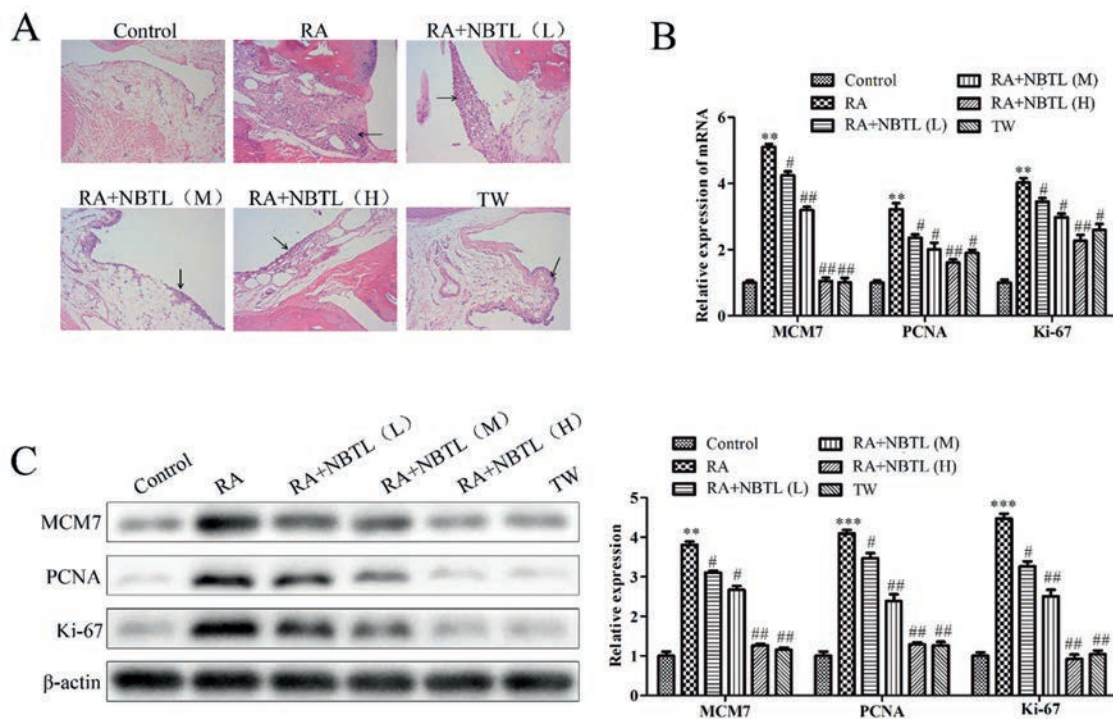 A
Control
RA
RA+NBTL（L）
RA+NBTL（M）
RA+NBTL（H）
TW
B
Control
RA
RA+NBTL (L)
RA+NBTL (M)
RA+NBTL (H)
TW
Relative expression of mRNA
6
4
2
0
** # ## ## ##
** # # ## #
** # # ## #
MCM7 PCNA Ki-67
C
Control RA RA+NBTL（L） RA+NBTL（M） RA+NBTL（H） TW
MCM7
PCNA
Ki-67
β-actin
Control
RA
RA+NBTL (L)
RA+NBTL (M)
RA+NBTL (H)
TW
Relative expression
5
4
3
2
1
0
** # # ## ##
*** # ## ## ##
*** # ## ## ##
MCM7 PCNA Ki-67